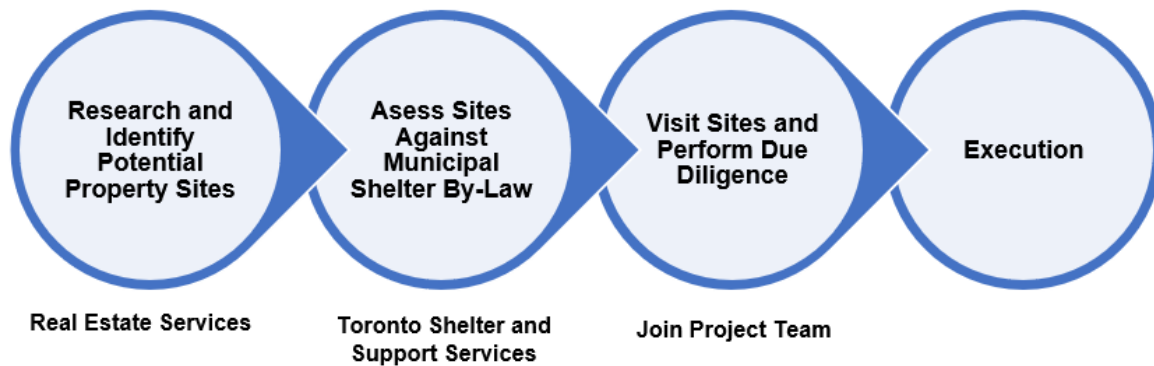 Research and
Identify
Potential
Property Sites
Asess Sites
Against
Municipal
Shelter By-Law
Visit Sites and
Perform Due
Diligence
Execution
Real Estate Services
Toronto Shelter and
Support Services
Join Project Team